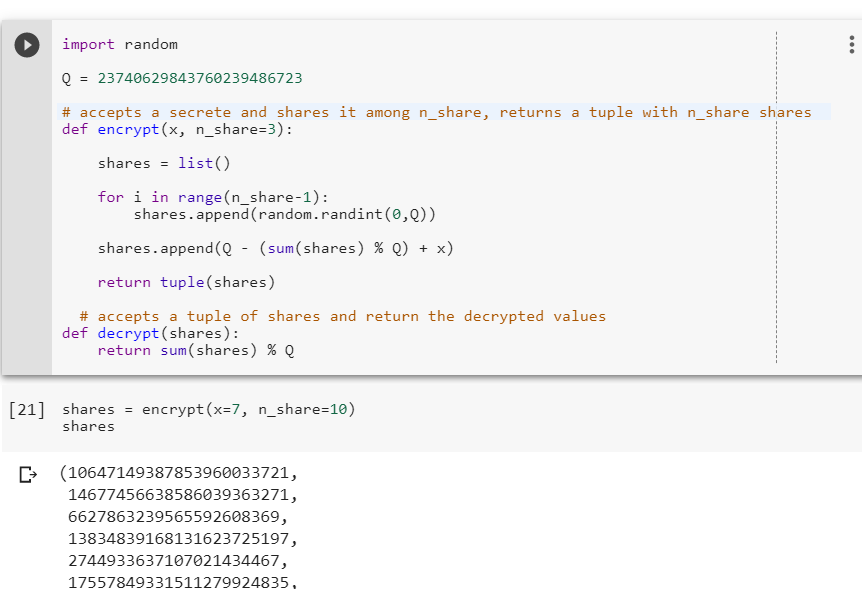 import random
Q = 23740629843760239486723
# accepts a secrete and shares it among n_share, returns a tuple with n_share shares
def encrypt(x, n_share=3):
shares = list()
for i in range(n_share-1):
shares.append(random.randint(0,Q))
shares.append(Q - (sum(shares) % Q) + x)
return tuple(shares)
# accepts a tuple of shares and return the decrypted values
def decrypt(shares):
return sum(shares) % Q
[21] shares = encrypt(x=7, n_share=10)
shares
(10647149387853960033721,
14677456638586039363271,
6627863239565592608369,
13834839168131623725197,
2744933637107021434467,
17557849331511279924835,